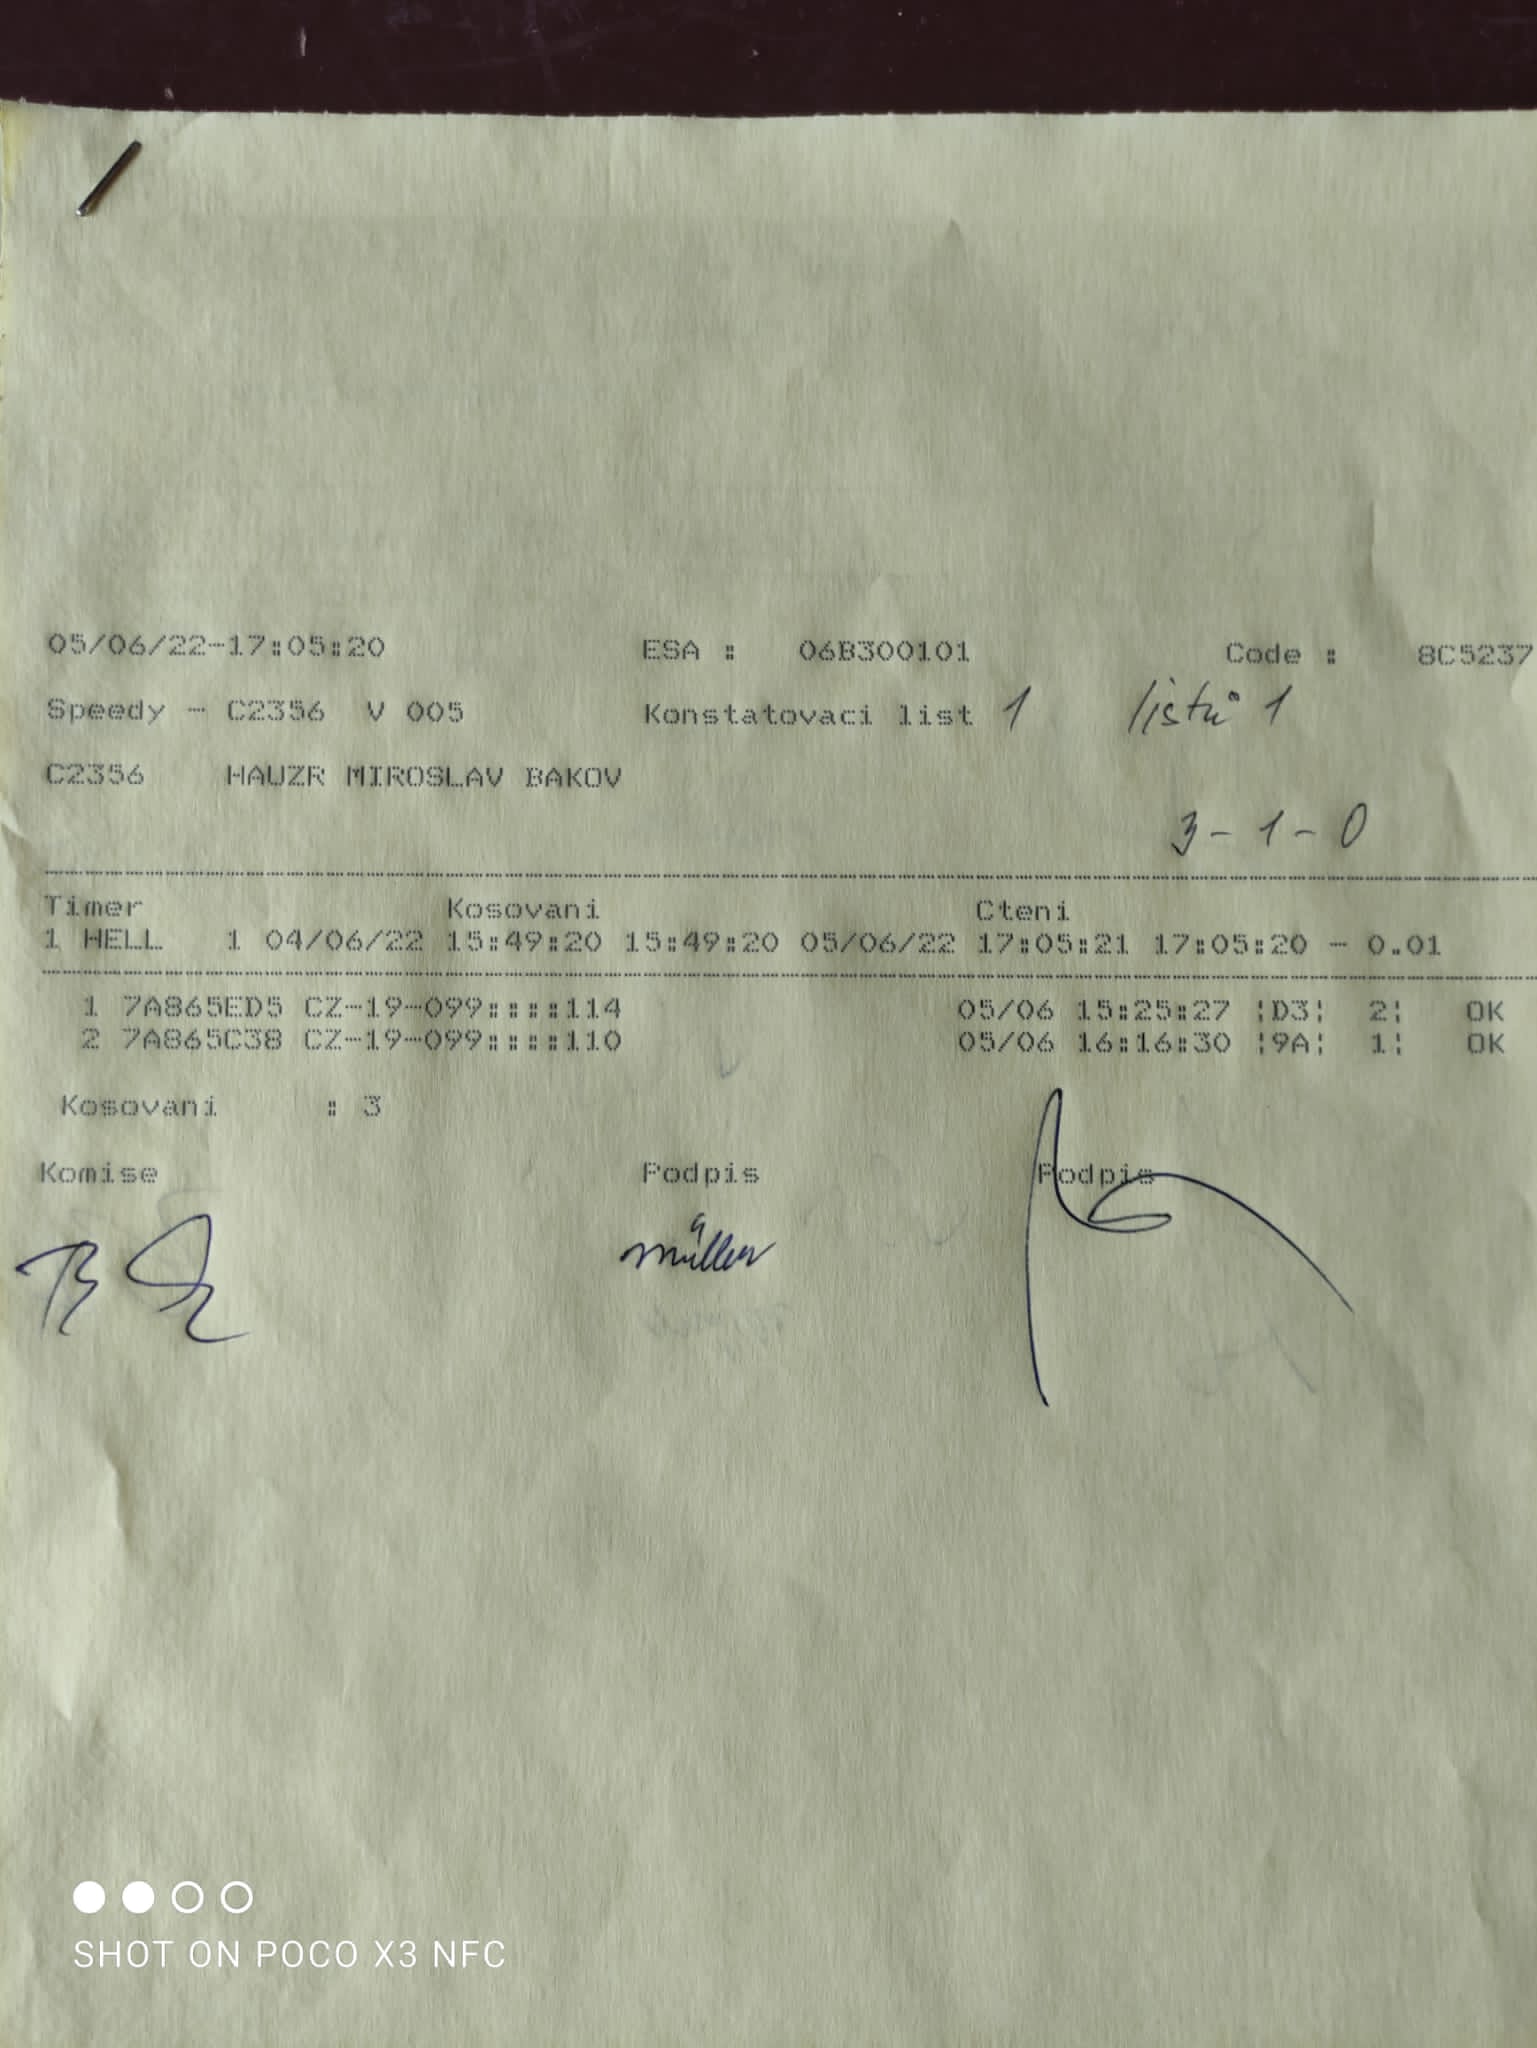 05/06/22-17:05:20 ESA : 06B300101 Code : 8C5237
Speedy - C2356 V 005 Konstatovaci list 1 listů 1
C2356 HAUZR MIROSLAV BAKOV
3-1-0
Timer Kosovani Cteni
1 HELL 1 04/06/22 15:49:20 15:49:20 05/06/22 17:05:21 17:05:20 - 0.01
1 7A865ED5 CZ-19-099::::114 05/06 15:25:27 ¦D3¦ 2¦ OK
2 7A865C38 CZ-19-099::::110 05/06 16:16:30 ¦9A¦ 1¦ OK
Kosovani : 3
Komise Podpis Podpis
Müller
SHOT ON POCO X3 NFC